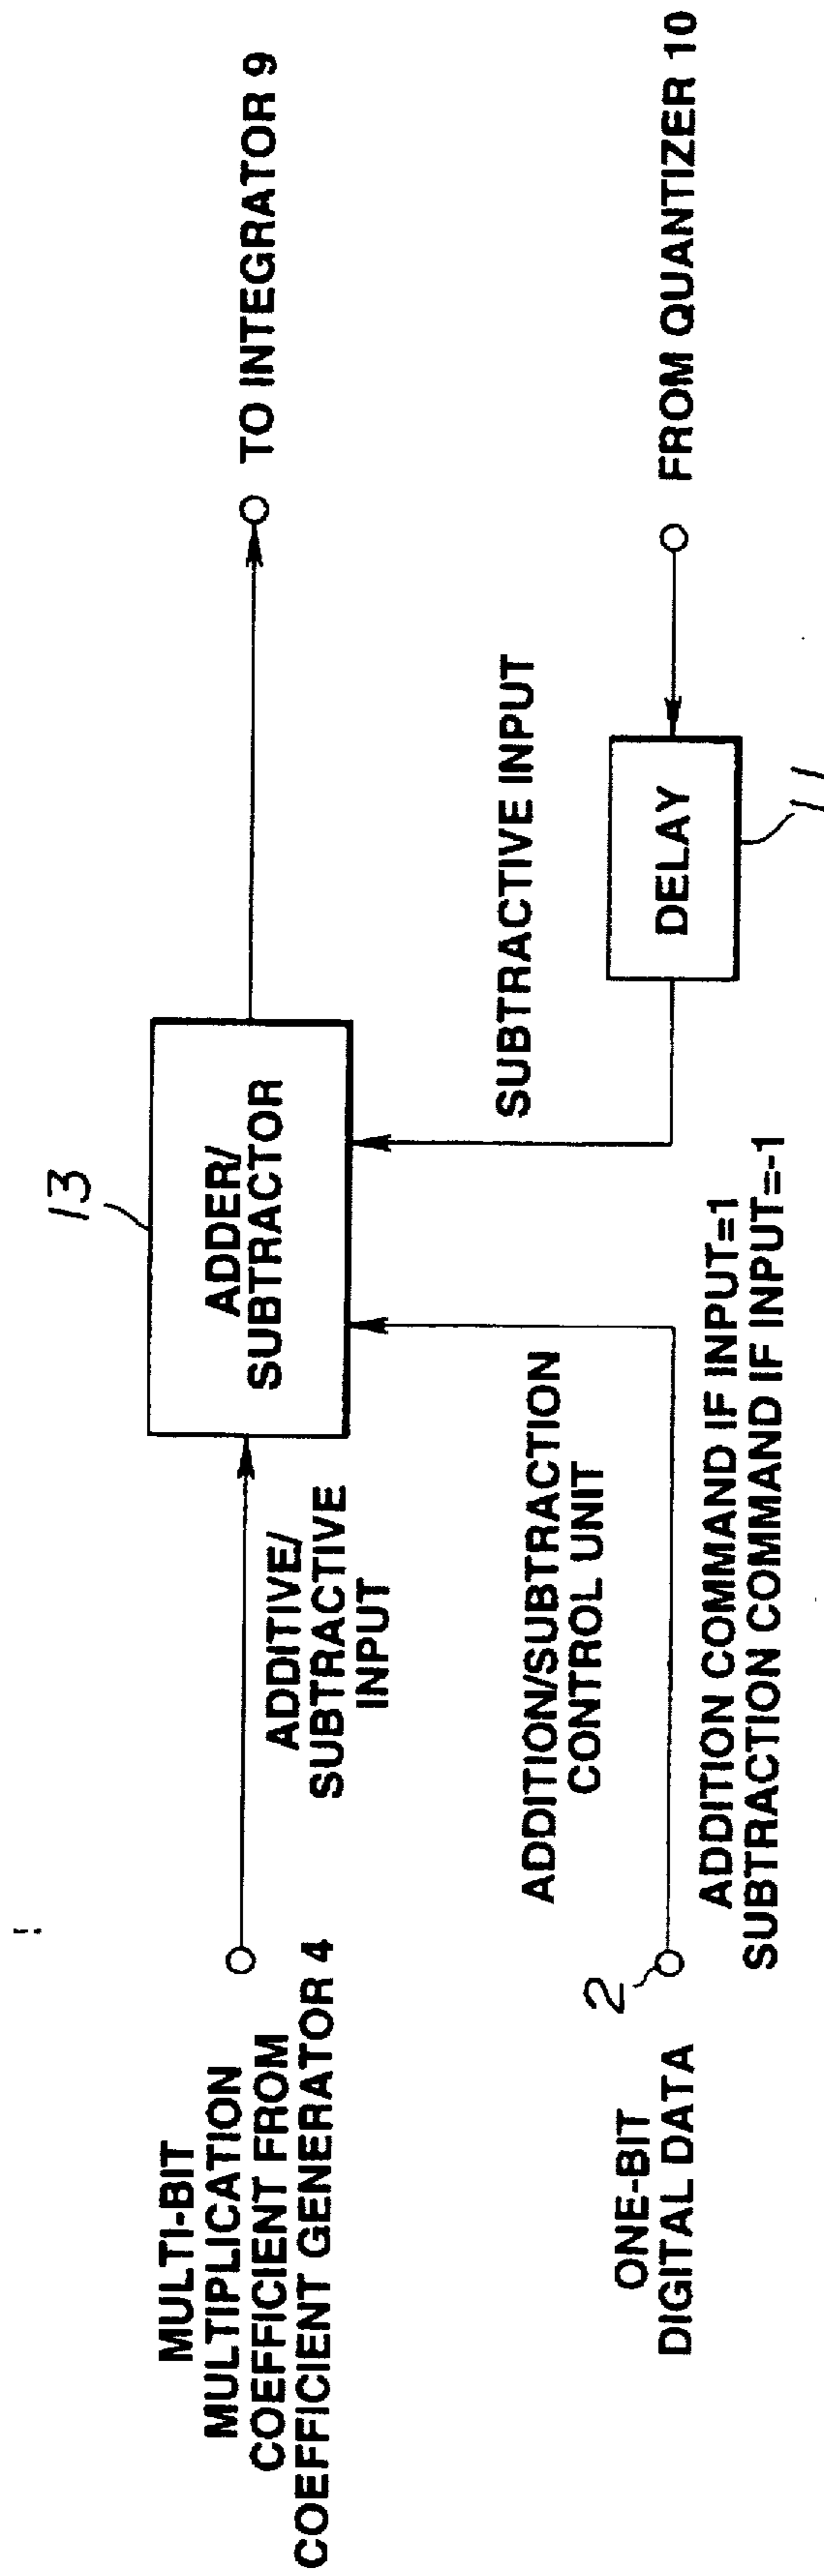 MULTI-BIT
MULTIPLICATION
COEFFICIENT FROM
COEFFICIENT GENERATOR 4
ADDITIVE/
SUBTRACTIVE
INPUT
13
ADDER/
SUBTRACTOR
TO INTEGRATOR 9
ONE-BIT
DIGITAL DATA
2
ADDITION/SUBTRACTION
CONTROL UNIT
ADDITION COMMAND IF INPUT=1
SUBTRACTION COMMAND IF INPUT=-1
SUBTRACTIVE INPUT
DELAY
11
FROM QUANTIZER 10